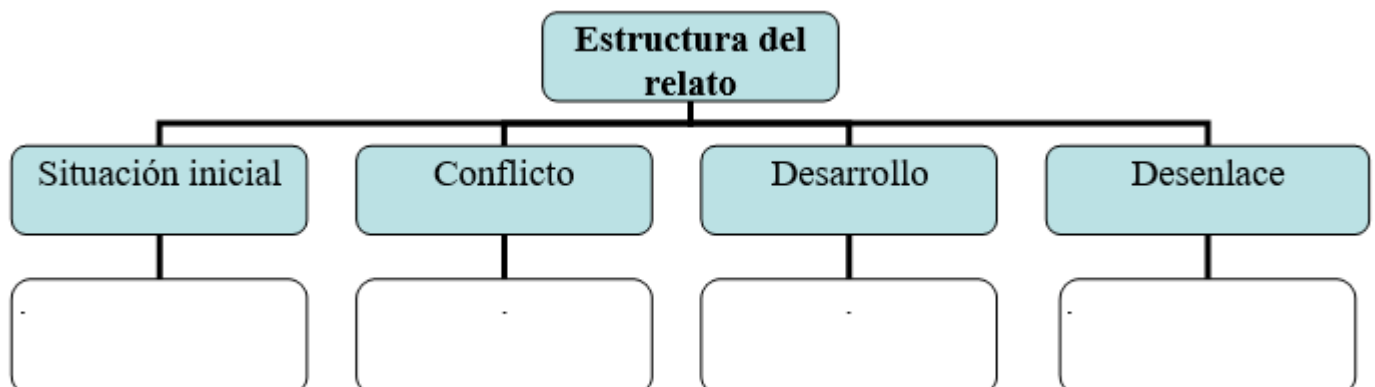 Estructura del
relato
Situación inicial
Conflicto
Desarrollo
Desenlace
-
-
-
-